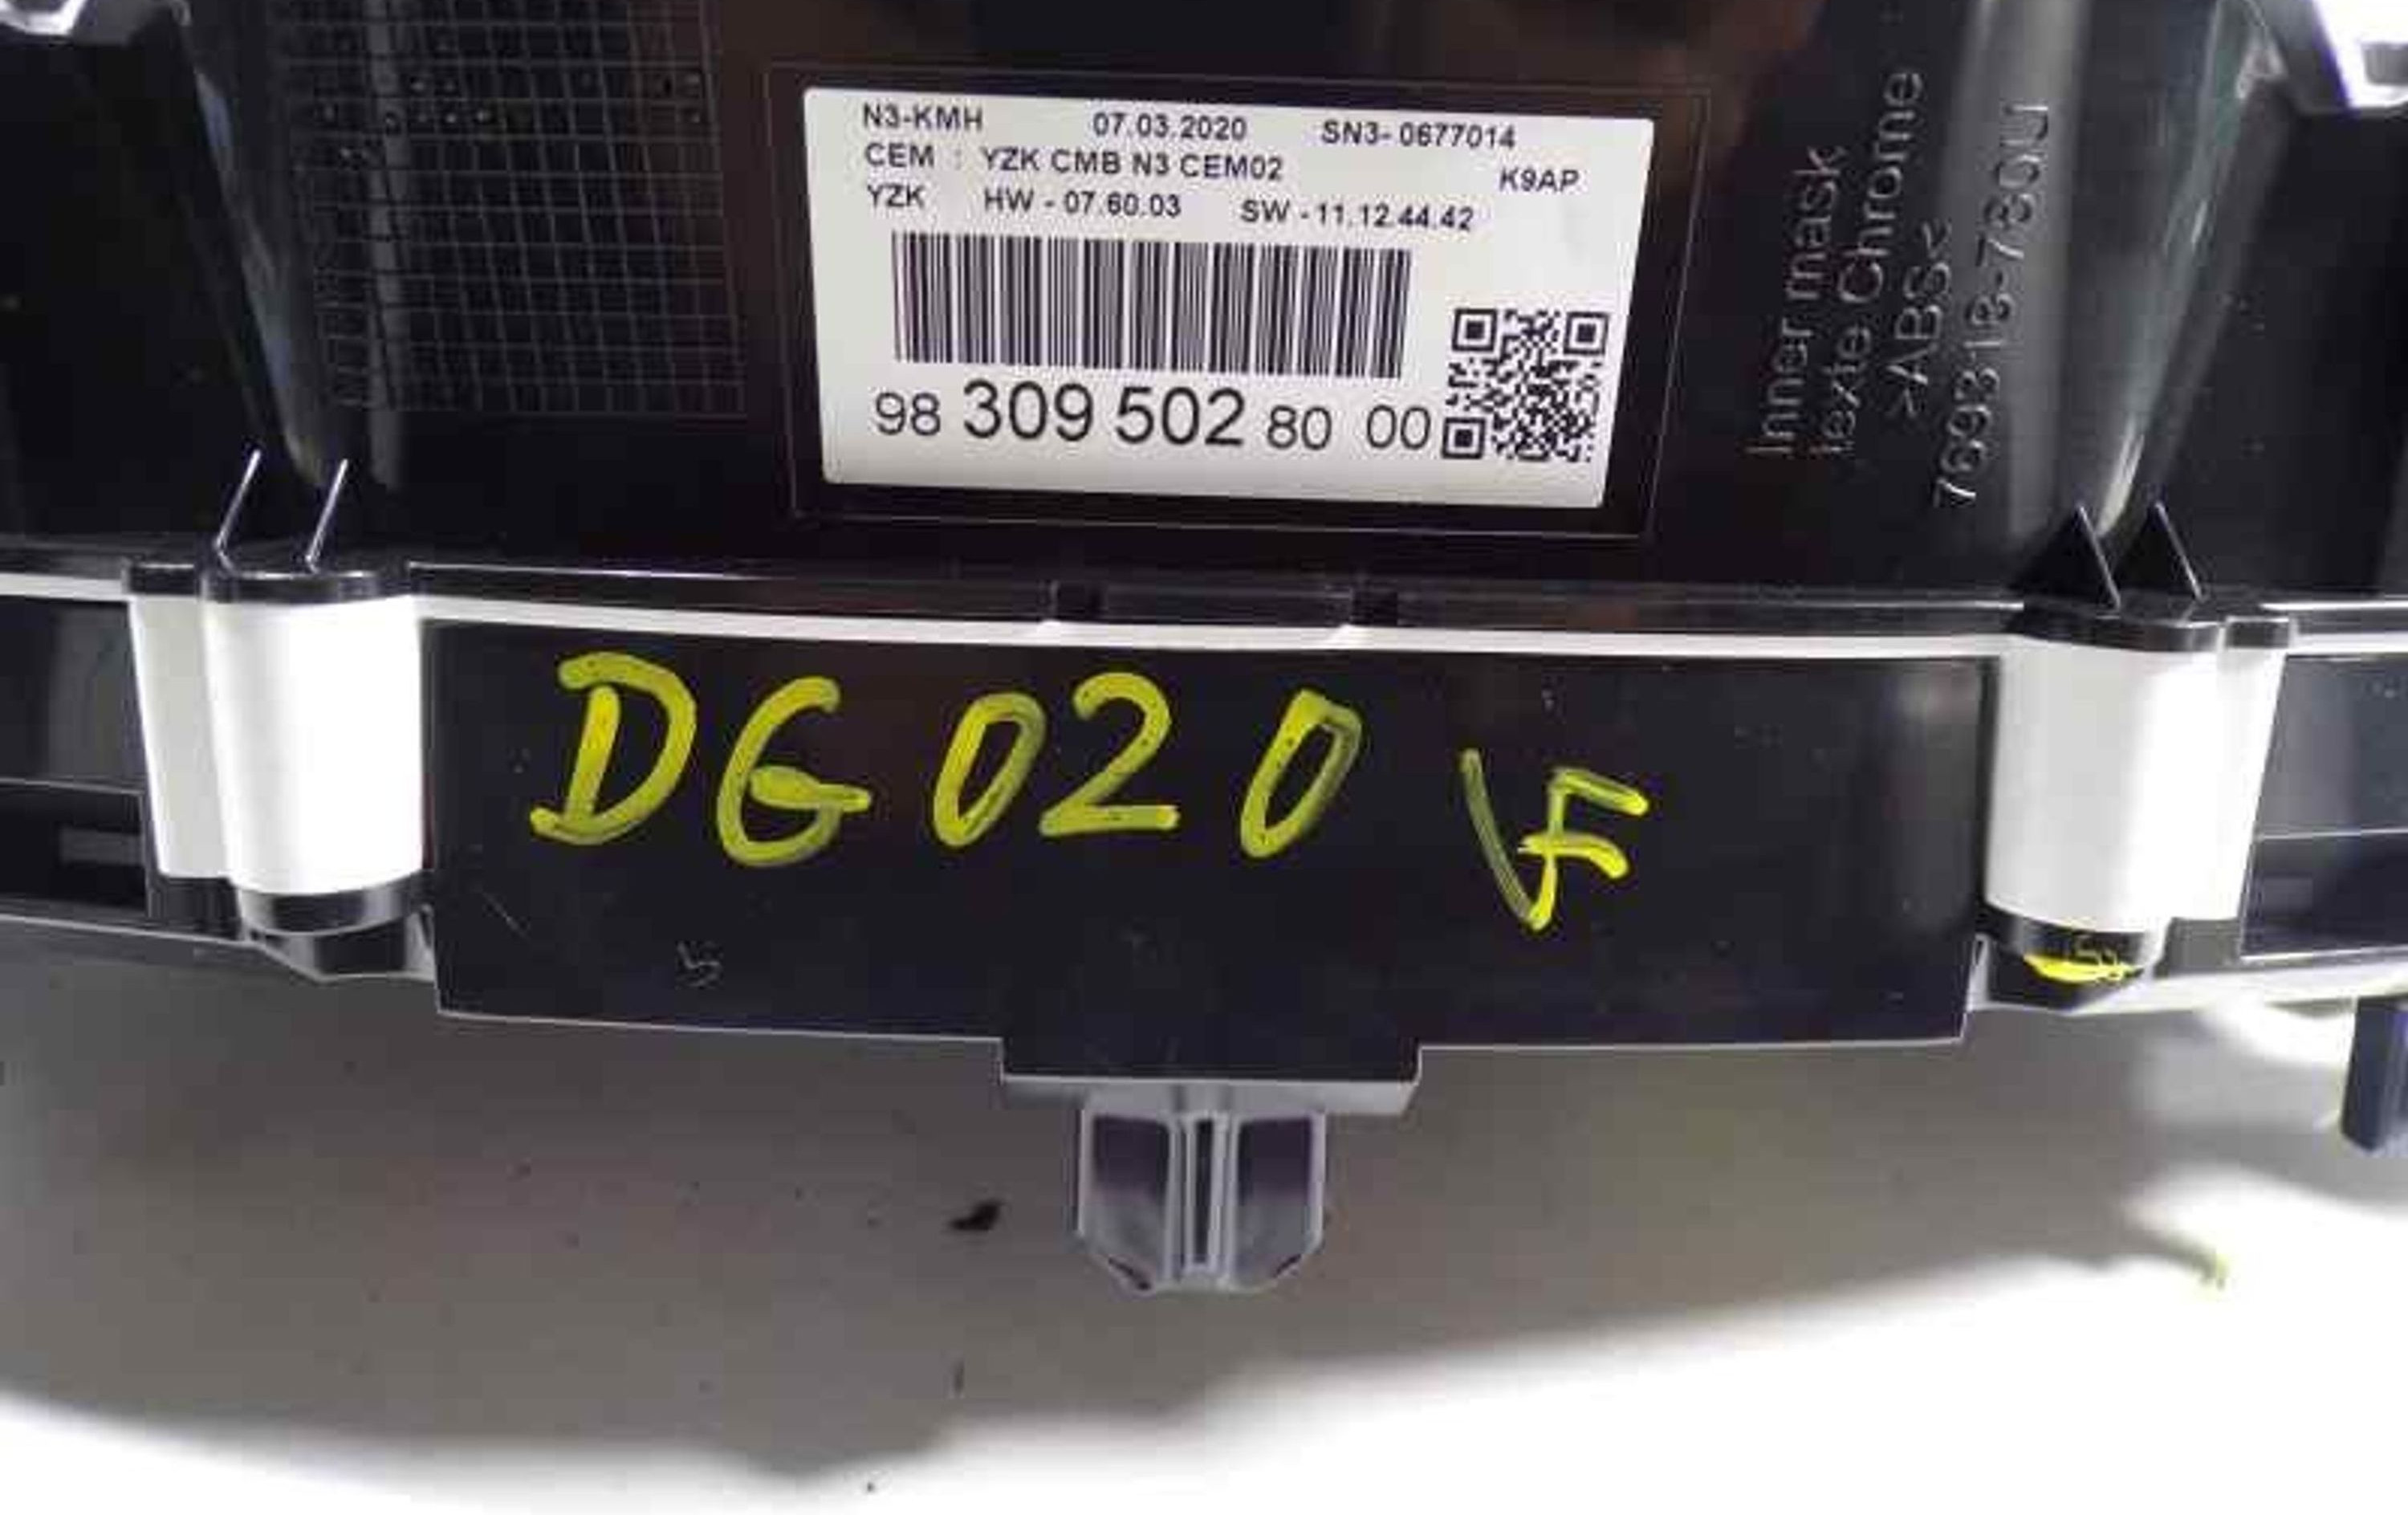 N3-KMH 07.03.2020 SN3- 0677014
CEM : YZK CMB N3 CEM02 K9AP
YZK HW - 07.60.03 SW - 11.12.44.42
98 309 502 80 00
Inner mask
Chrome
>ABS<
DG020 VF